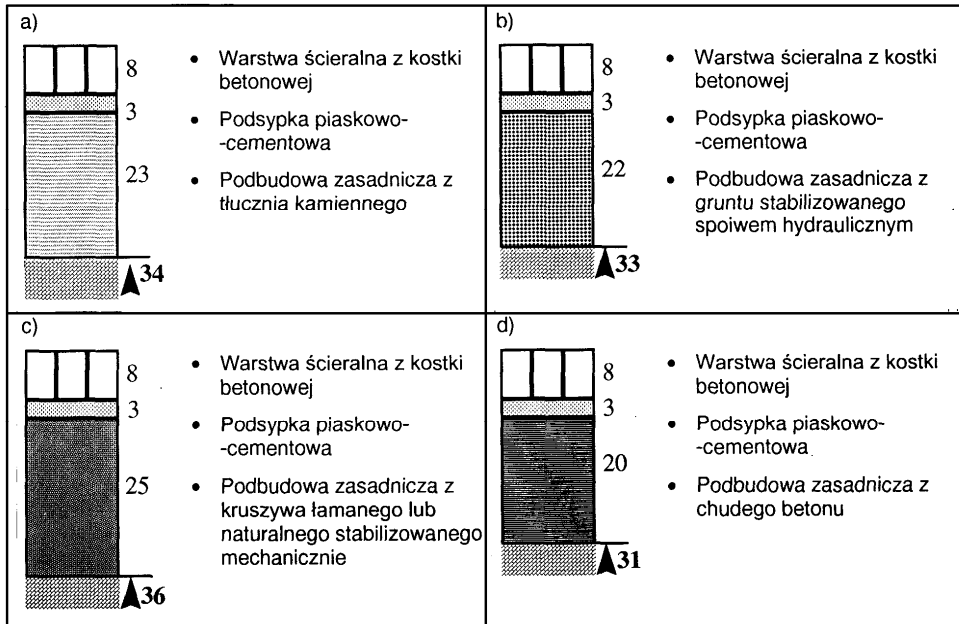 a)
8
3
23
34
• Warstwa ścieralna z kostki
betonowej
• Podsypka piaskowo-
-cementowa
• Podbudowa zasadnicza z
tłucznia kamiennego
b)
8
3
22
33
• Warstwa ścieralna z kostki
betonowej
• Podsypka piaskowo-
-cementowa
• Podbudowa zasadnicza z
gruntu stabilizowanego
spoiwem hydraulicznym
c)
8
3
25
36
• Warstwa ścieralna z kostki
betonowej
• Podsypka piaskowo-
-cementowa
• Podbudowa zasadnicza z
kruszywa łamanego lub
naturalnego stabilizowanego
mechanicznie
d)
8
3
20
31
• Warstwa ścieralna z kostki
betonowej
• Podsypka piaskowo-
-cementowa
• Podbudowa zasadnicza z
chudego betonu